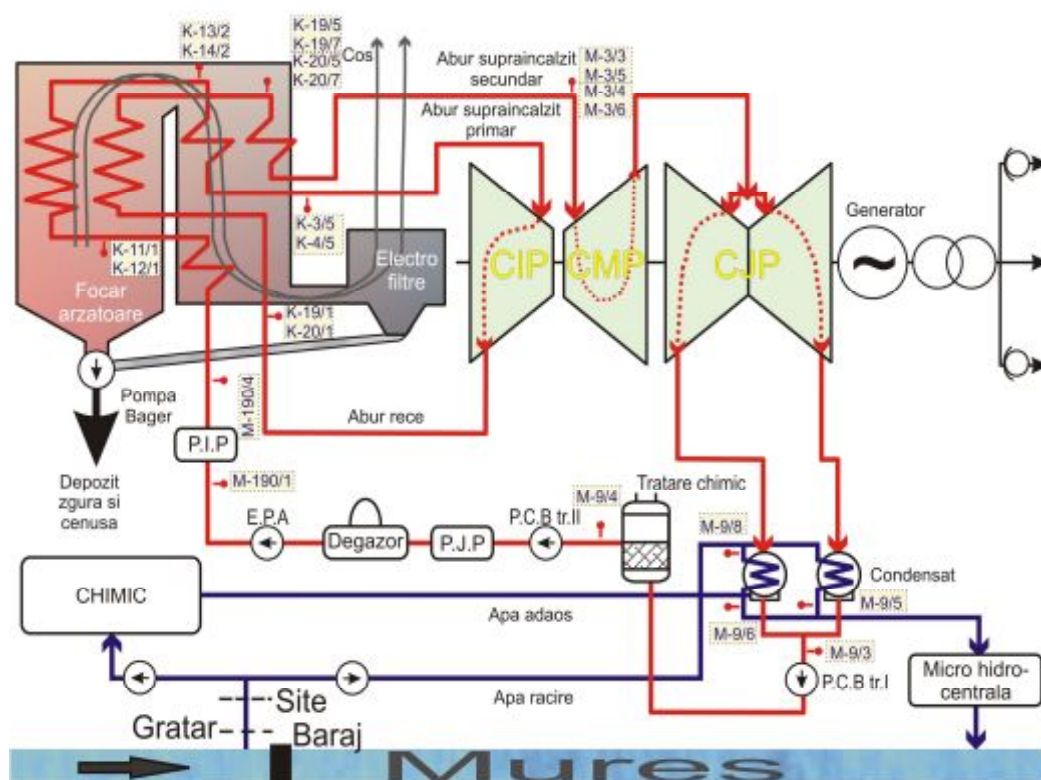 K-13/2
K-14/2
K-19/5
K-19/7
K-20/5
K-20/7
Cos
Abur supraincalzit
secundar
M-3/3
M-3/5
M-3/4
M-3/6
Abur supraincalzit
primar
K-3/5
K-4/5
K-11/1
K-12/1
Focar
arzatoare
Electro
filtre
K-19/1
K-20/1
CIP
CMP
CJP
Generator
~
Pompa
Bager
M-190/4
Abur rece
P.I.P
Depozit
zgura si
cenusa
M-190/1
E.P.A
Degazor
P.J.P
P.C.B tr.II
M-9/4
Tratare chimic
M-9/8
Condensat
CHIMIC
Apa adaos
M-9/6
M-9/5
M-9/3
P.C.B tr.I
Micro hidro-
centrala
Apa racire
Site
Gratar
Baraj
Mures